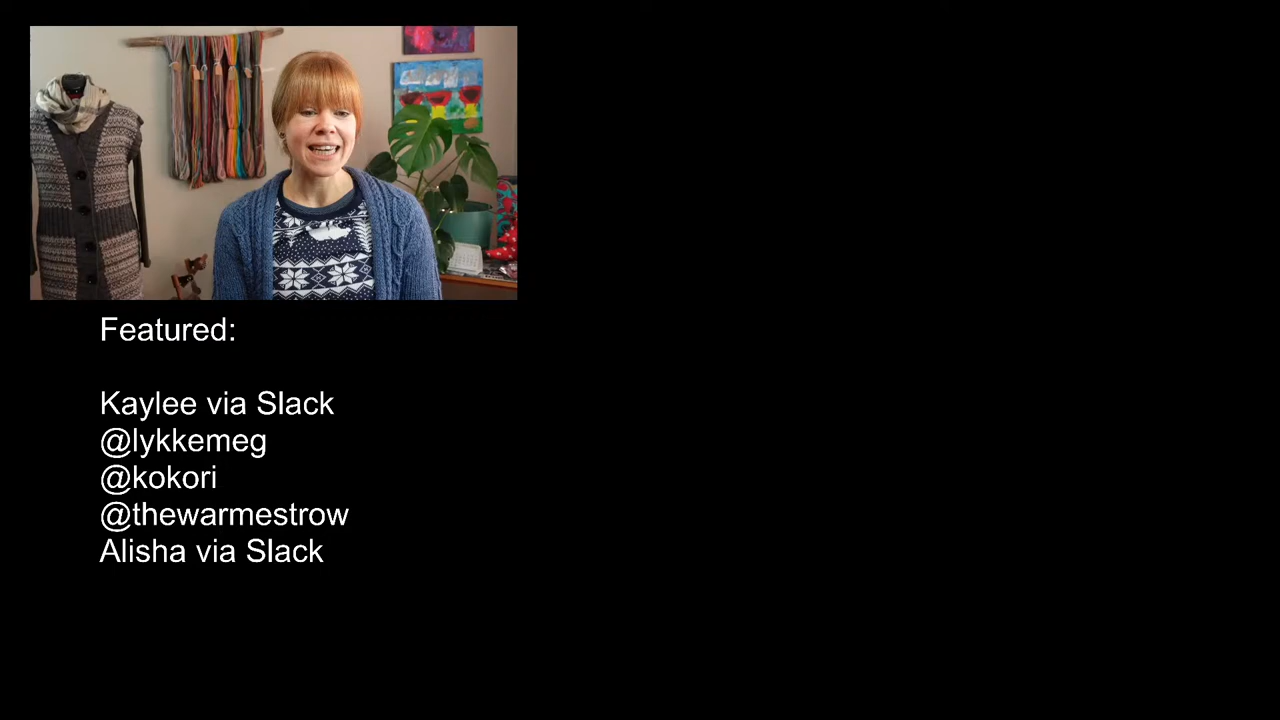 Featured:
Kaylee via Slack
@lykkemeg
@kokori
@thewarmestrow
Alisha via Slack